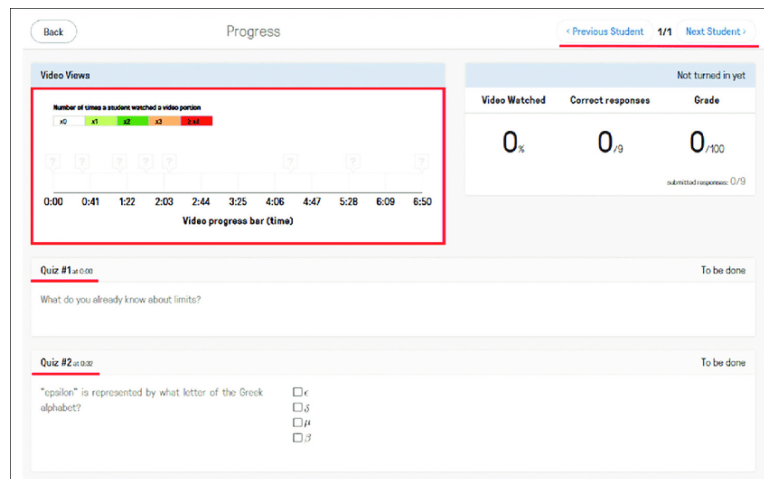 Back
Progress
‹ Previous Student 1/1 Next Student ›
Video Views
Number of times a student watched a video portion
x0 x1 x2 x3
? ? ? ? ? ? ? ?
0:00 0:41 1:22 2:03 2:44 3:25 4:06 4:47 5:28 6:09 6:50
Video progress bar (time)
Not turned in yet
Video Watched Correct responses Grade
0% 0/9 0/100
submitted responses: 0/9
Quiz #1 at 0:00
To be done
What do you already know about limits?
Quiz #2 at 0:32
To be done
"epsilon" is represented by what letter of the Greek
alphabet?
ϵ
δ
μ
β